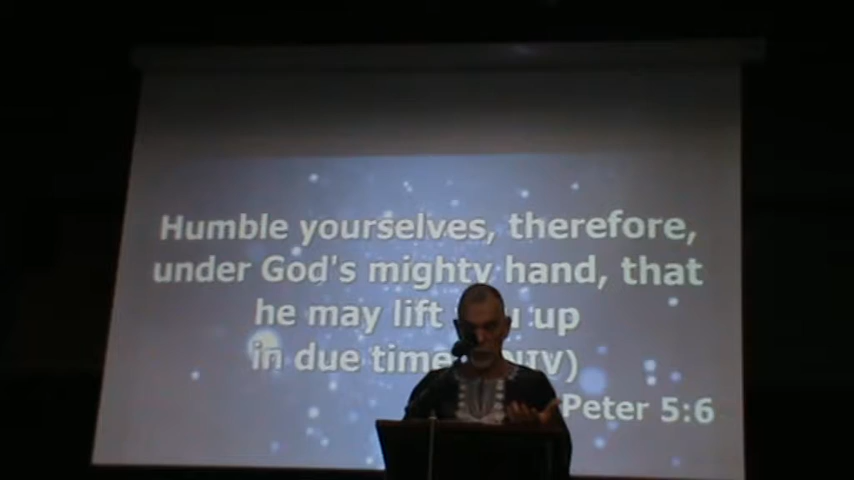 Humble yourselves, therefore,
under God's mighty hand, that
he may lift up
in due time
Peter 5:6